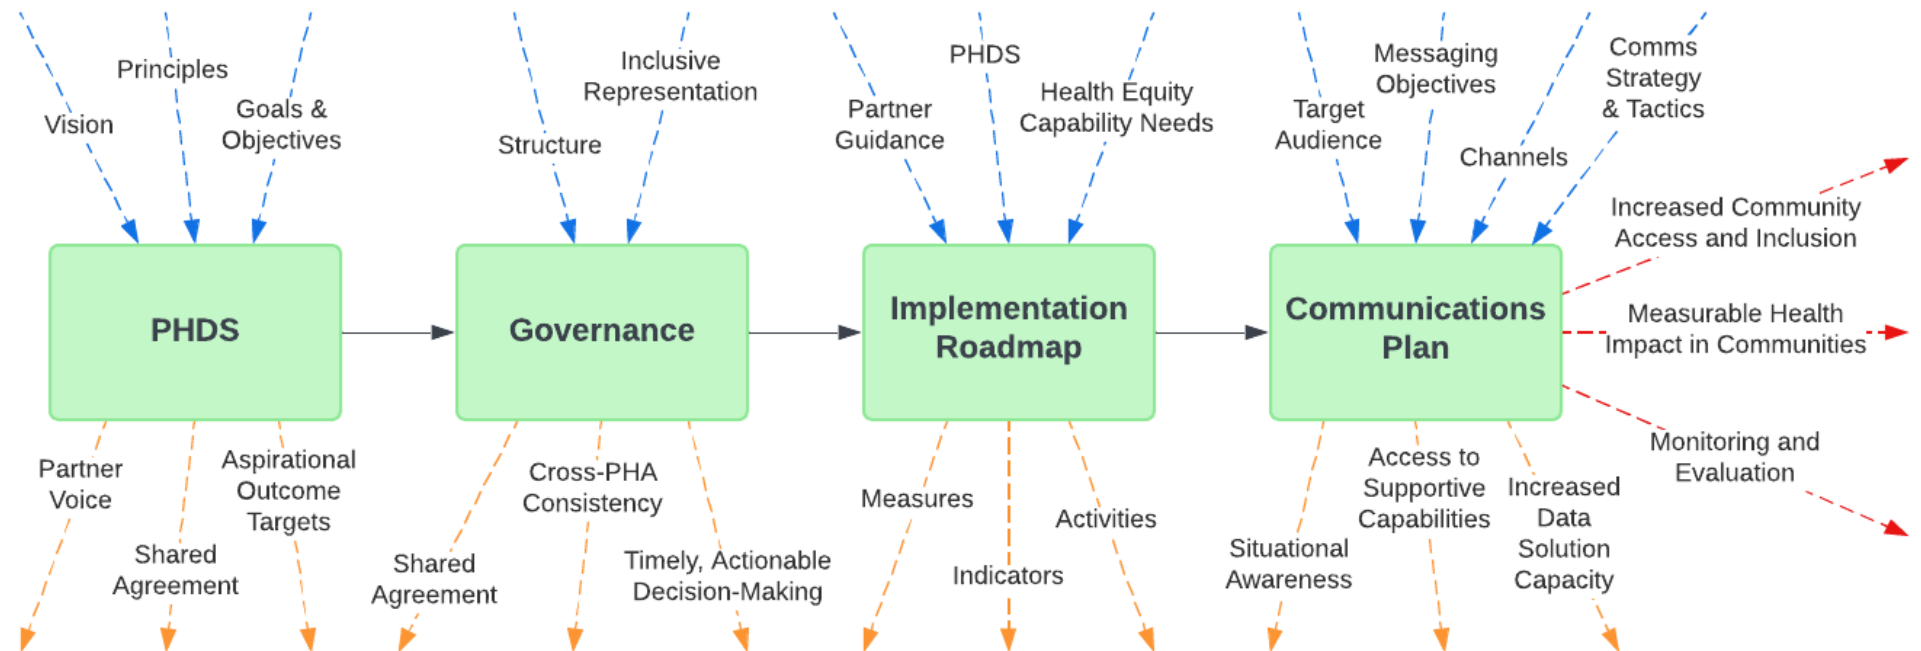 Vision
Principles
Goals &
Objectives
Structure
Inclusive
Representation
Partner
Guidance
PHDS
Health Equity
Capability Needs
Target
Audience
Messaging
Objectives
Channels
Comms
Strategy
& Tactics
PHDS
Governance
Implementation
Roadmap
Communications
Plan
Increased Community
Access and Inclusion
Measurable Health
Impact in Communities
Monitoring and
Evaluation
Partner
Voice
Shared
Agreement
Aspirational
Outcome
Targets
Shared
Agreement
Cross-PHA
Consistency
Timely, Actionable
Decision-Making
Measures
Indicators
Activities
Situational
Awareness
Access to
Supportive
Capabilities
Increased
Data
Solution
Capacity